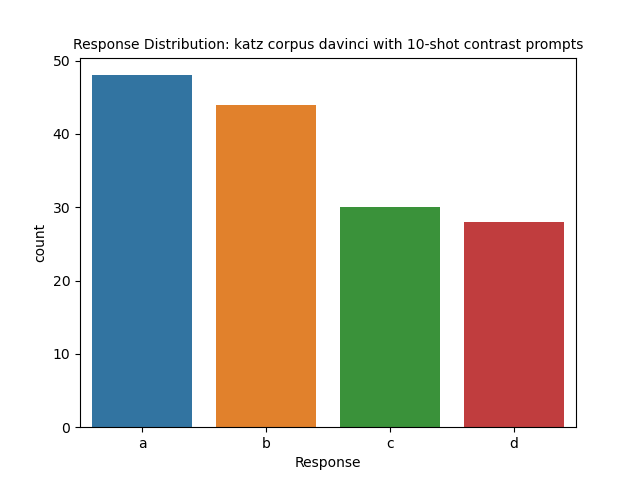 Response Distribution: katz corpus davinci with 10-shot contrast prompts
50
40
30
20
10
0
count
a b c d
Response